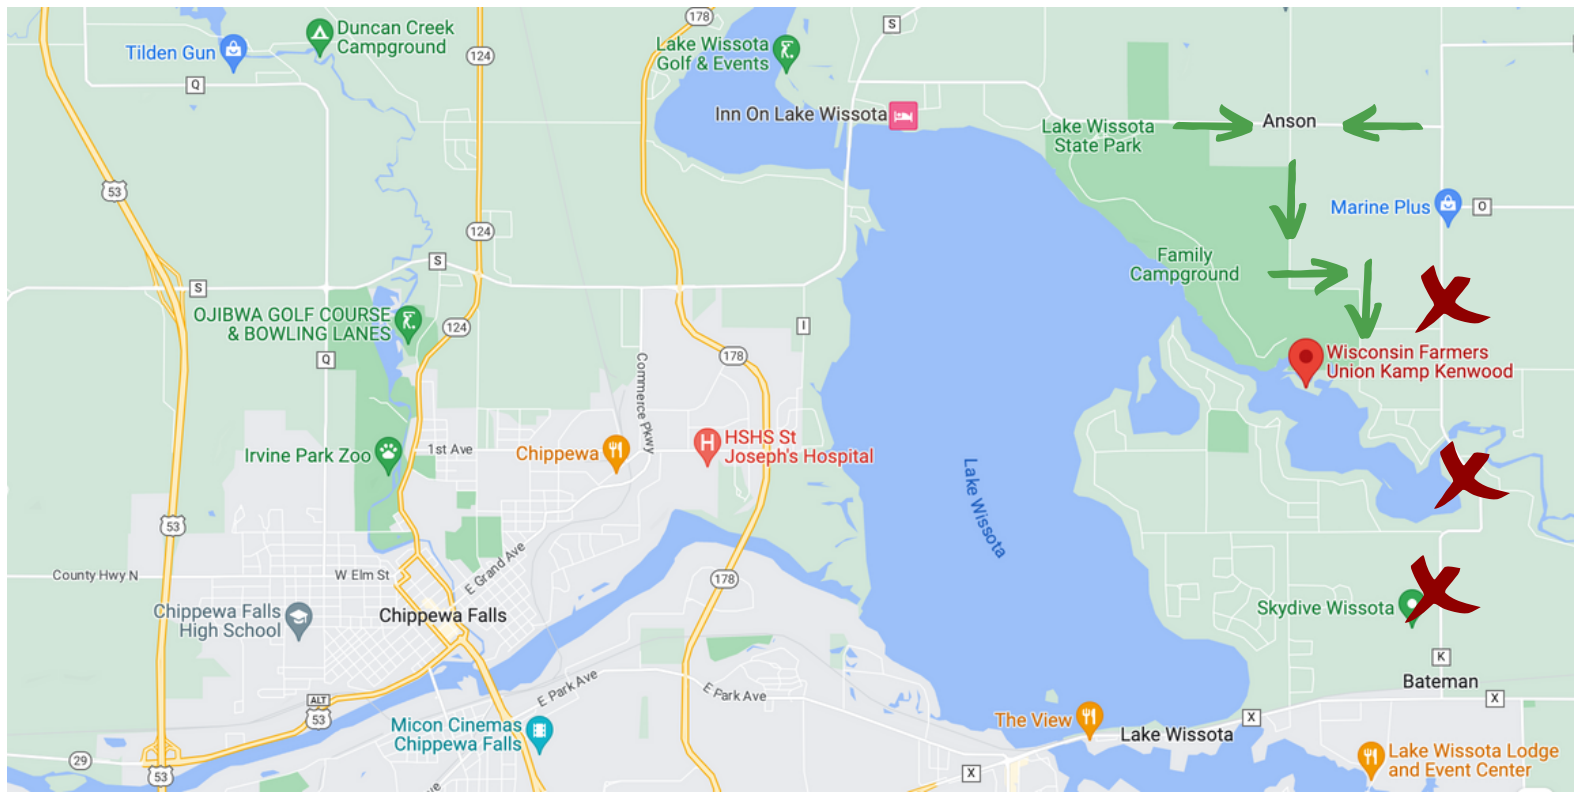 178
S
Duncan Creek
Campground
Tilden Gun
124
Lake Wissota
Golf & Events
Q
Inn On Lake Wissota
Lake Wissota
State Park
Anson
53
Marine Plus
O
124
Family
Campground
S
S
OJIBWA GOLF COURSE
& BOWLING LANES
124
I
Q
178
Commerce Pkwy
Wisconsin Farmers
Union Kamp Kenwood
Irvine Park Zoo
1st Ave
Chippewa
HSHS St
Joseph's Hospital
Lake Wissota
53
County Hwy N
W Elm St
E Grand Ave
178
Chippewa Falls
High School
Chippewa Falls
Skydive Wissota
K
Bateman
X
E Park Ave
E Park Ave
ALT
53
Micon Cinemas
Chippewa Falls
The View
Lake Wissota
X
29
53
X
Lake Wissota Lodge
and Event Center